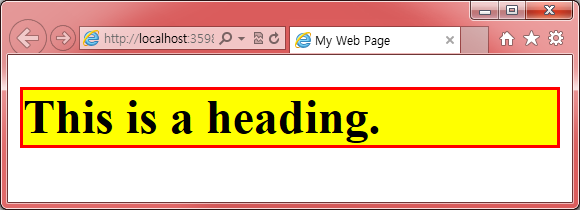 http://localhost:3598
My Web Page
This is a heading.